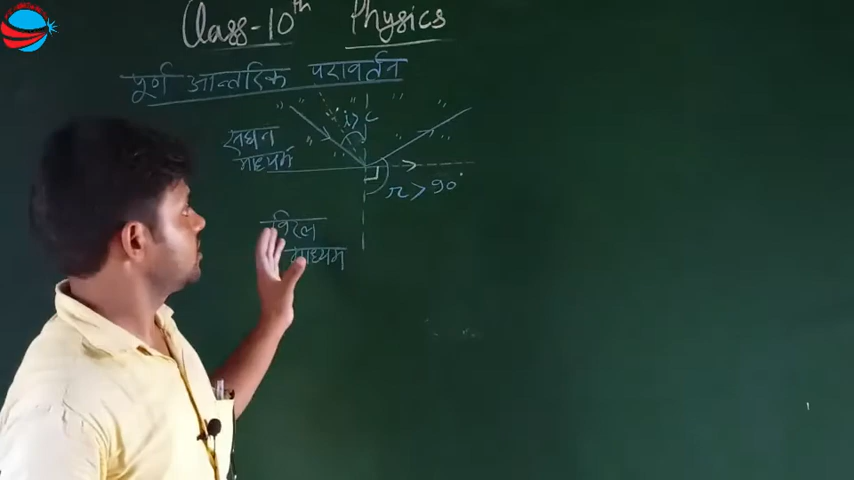 Class-10th Physics
पूर्ण आन्तरिक परावर्तन
i > c
सघन
माध्यम
r > 90°
विरल
माध्यम